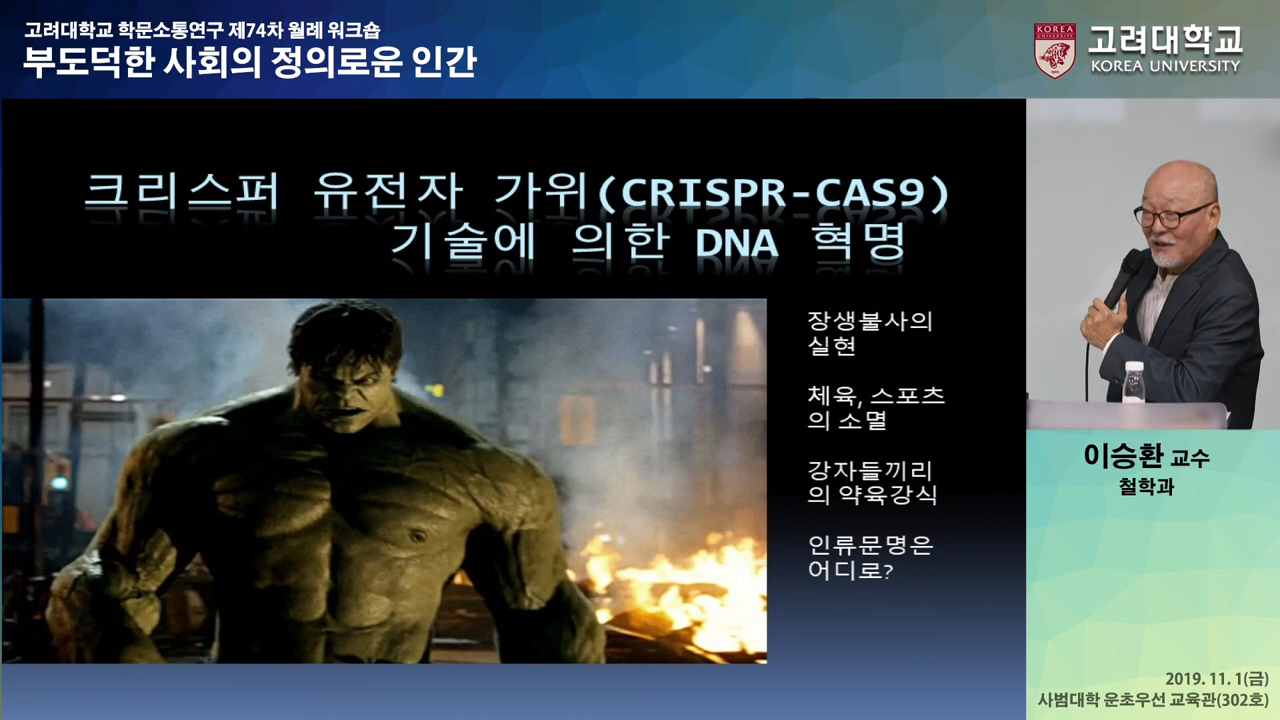 고려대학교 학문소통연구 제74차 월례 워크숍
부도덕한 사회의 정의로운 인간
KOREA
UNIVERSITY
1905
고려대학교
KOREA UNIVERSITY
크리스퍼 유전자 가위(CRISPR-CAS9)
기술에 의한 DNA 혁명
장생불사의
실현
체육, 스포츠
의 소멸
강자들끼리
의 약육강식
인류문명은
어디로?
이승환 교수
철학과
2019. 11. 1(금)
사범대학 운초우선 교육관(302호)